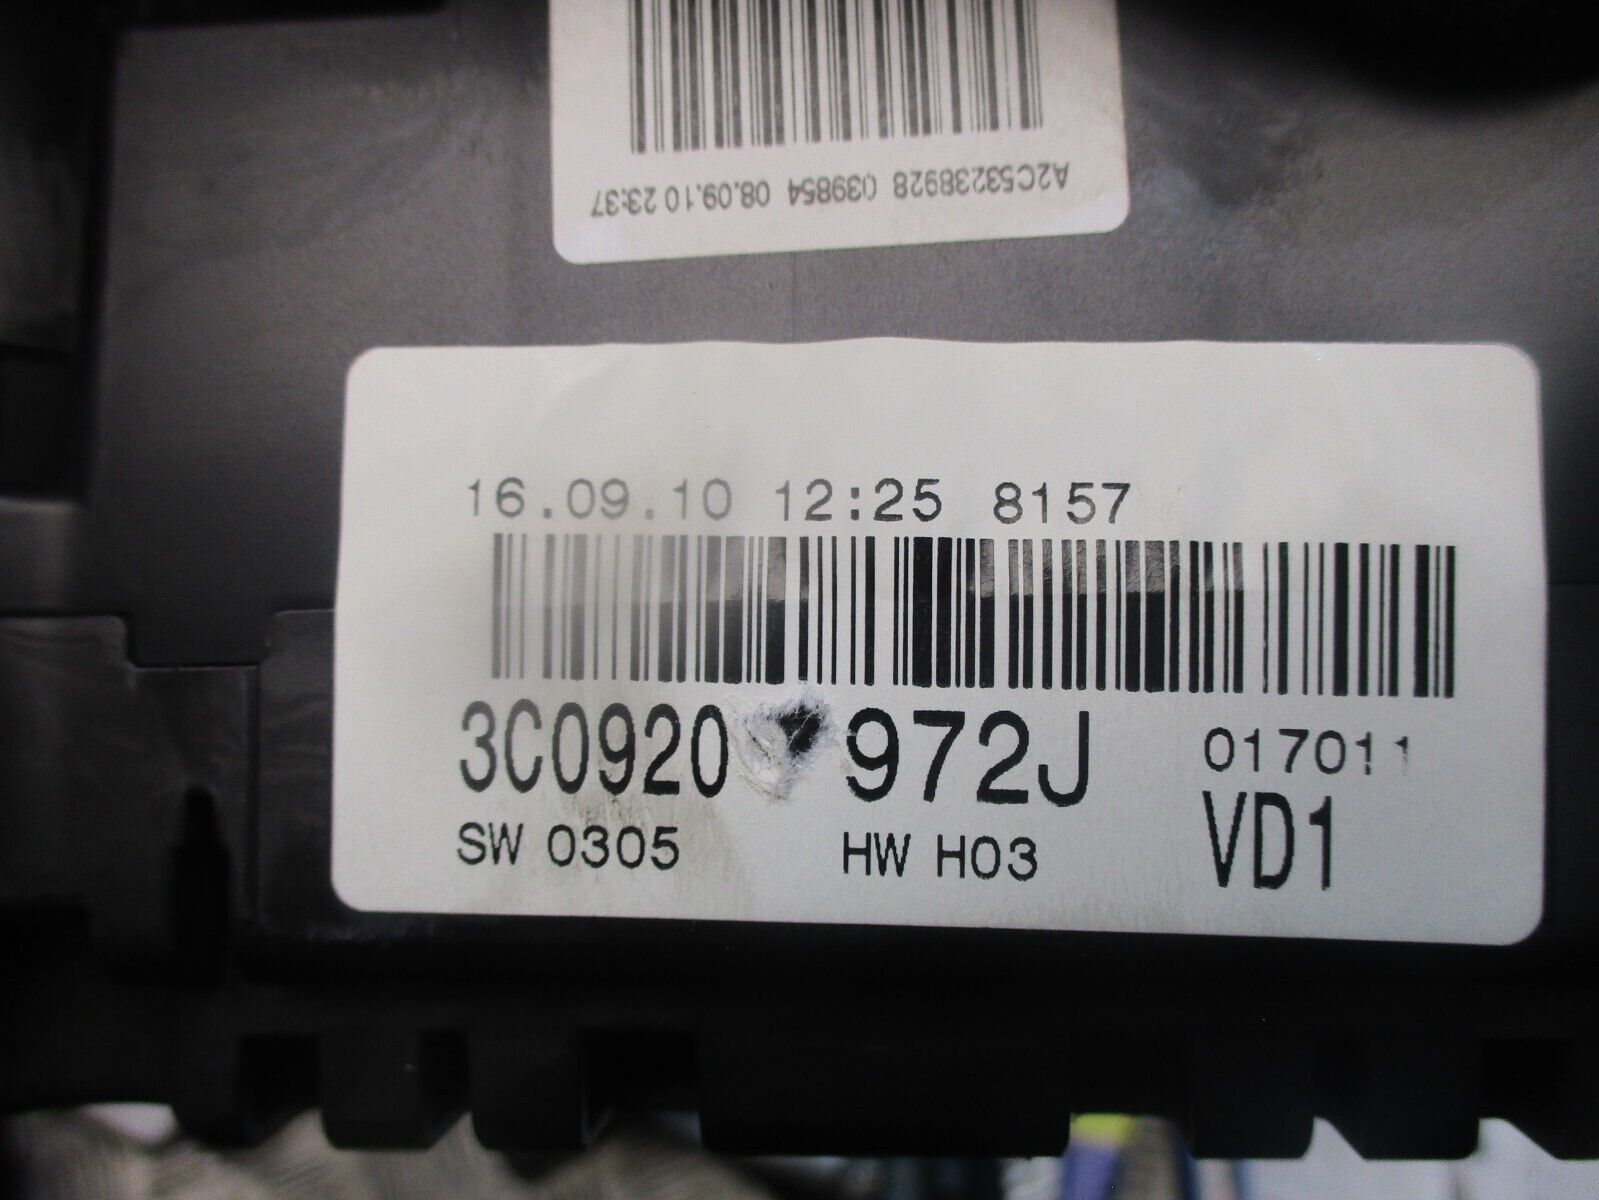 A2C53238928 039854 08.09.10 23:37
16.09.10 12:25 8157
3C0920 972J 017011
SW 0305 HW H03 VD1